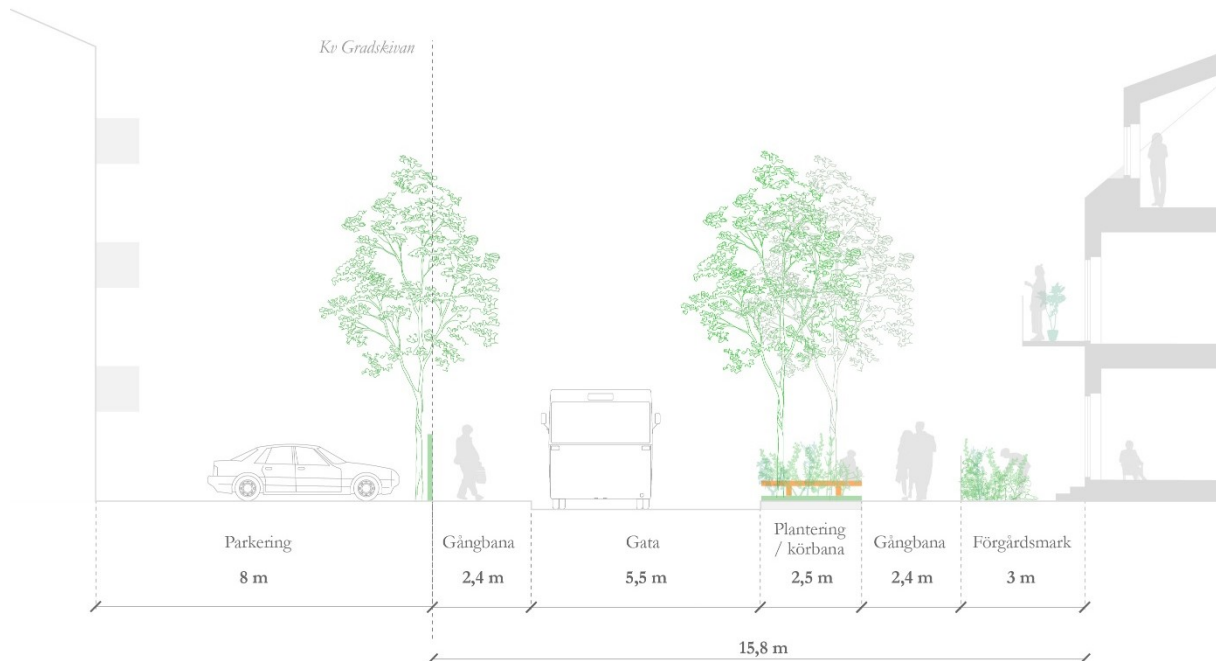 Kv Gradskivan
Parkering
8 m
Gångbana
2,4 m
Gata
5,5 m
Plantering
/ körbana
2,5 m
Gångbana
2,4 m
Förgårdsmark
3 m
15,8 m